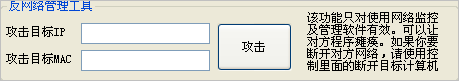 反网络管理工具
攻击目标IP
攻击目标MAC
攻击
该功能只对使用网络监控
及管理软件有效。可以让
对方程序瘫痪。如果你要
断开对方网络,请使用控
制里面的断开目标计算机